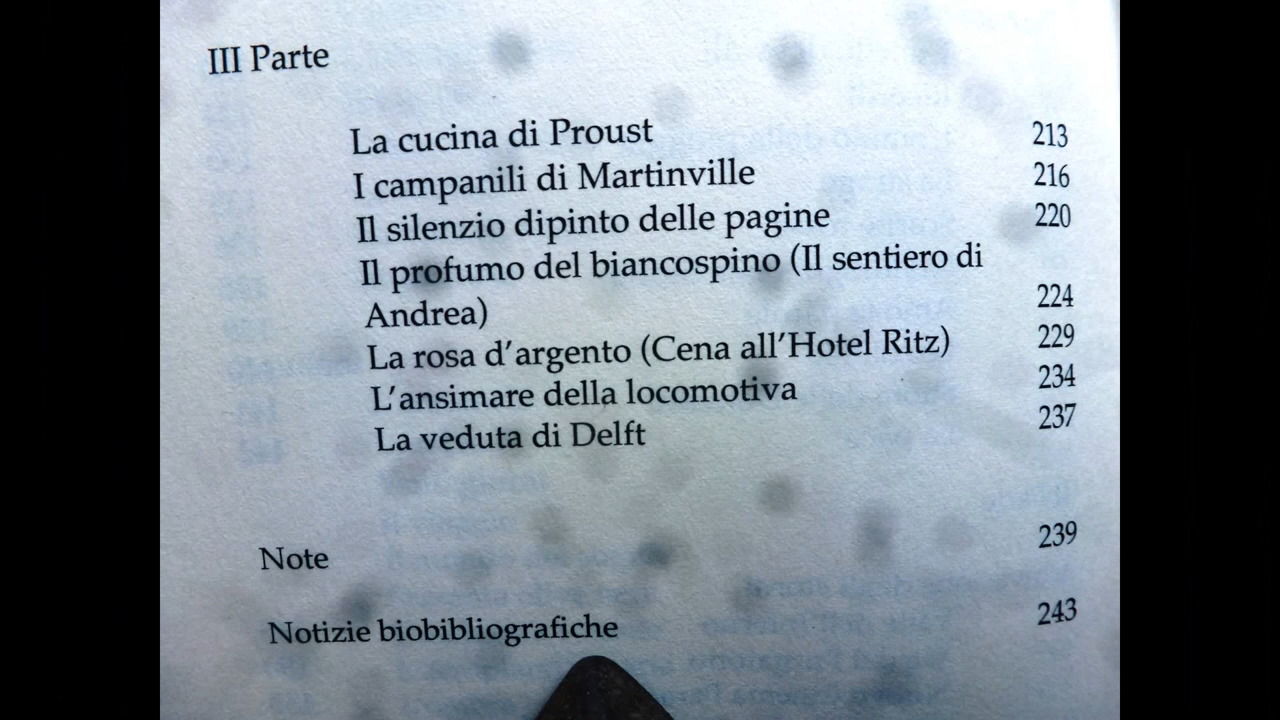 III Parte
La cucina di Proust 213
I campanili di Martinville 216
Il silenzio dipinto delle pagine 220
Il profumo del biancospino (Il sentiero di
Andrea) 224
La rosa d'argento (Cena all'Hotel Ritz) 229
L'ansimare della locomotiva 234
La veduta di Delft 237
Note 239
Notizie biobibliografiche 243